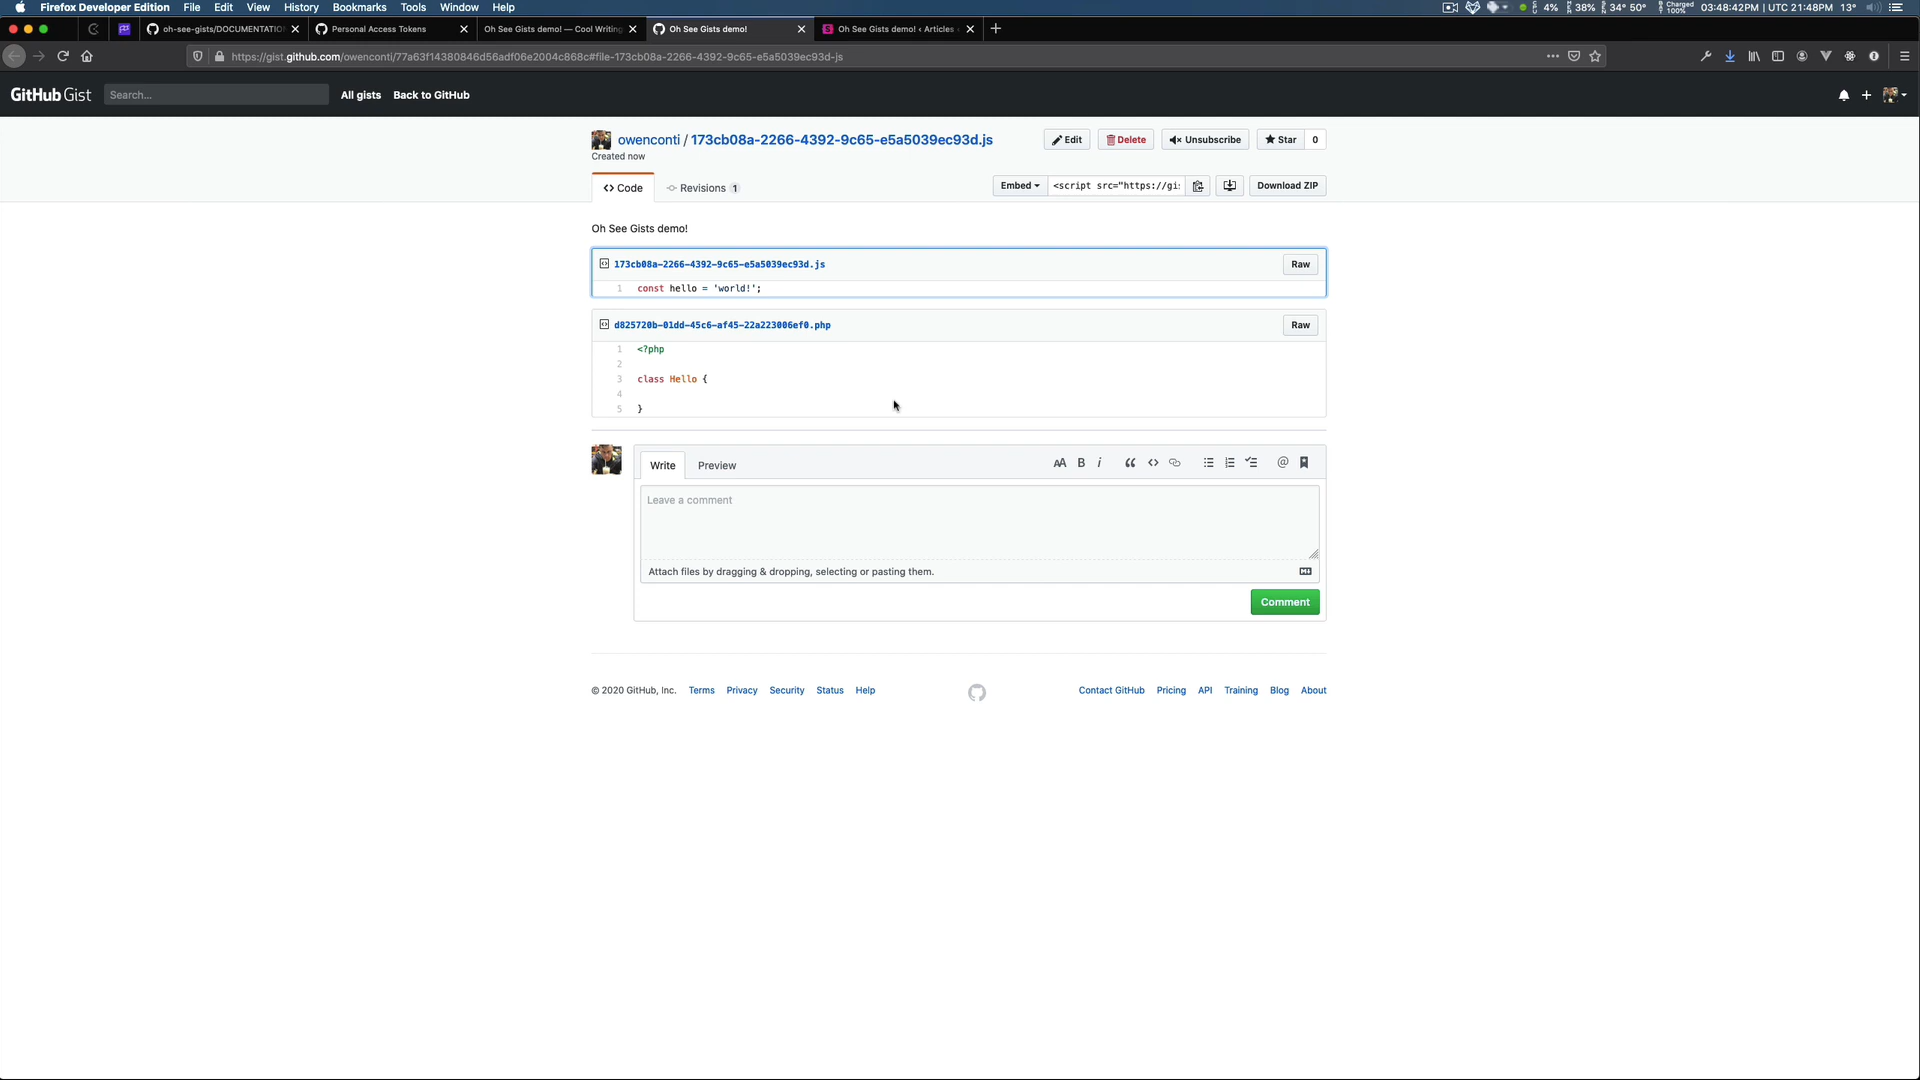 Firefox Developer Edition File Edit View History Bookmarks Tools Window Help 4% 38% 34° 50° Charged 100% 03:48:42PM | UTC 21:48PM 13°
oh-see-gists/DOCUMENTATIO Personal Access Tokens Oh See Gists demo! — Cool Writing Oh See Gists demo! Oh See Gists demo! ‹ Articles ‹
https://gist.github.com/owenconti/77a63f14380846d56adf06e2004c868c#file-173cb08a-2266-4392-9c65-e5a5039ec93d-js
GitHub Gist Search... All gists Back to GitHub
owenconti / 173cb08a-2266-4392-9c65-e5a5039ec93d.js Edit Delete Unsubscribe Star 0
Created now
Code Revisions 1 Embed <script src="https://gi Download ZIP
Oh See Gists demo!
173cb08a-2266-4392-9c65-e5a5039ec93d.js Raw
1 const hello = 'world!';
d825720b-01dd-45c6-af45-22a223006ef0.php Raw
1 <?php
2
3 class Hello {
4
5 }
Write Preview AA B i
Leave a comment
Attach files by dragging & dropping, selecting or pasting them.
Comment
© 2020 GitHub, Inc. Terms Privacy Security Status Help Contact GitHub Pricing API Training Blog About